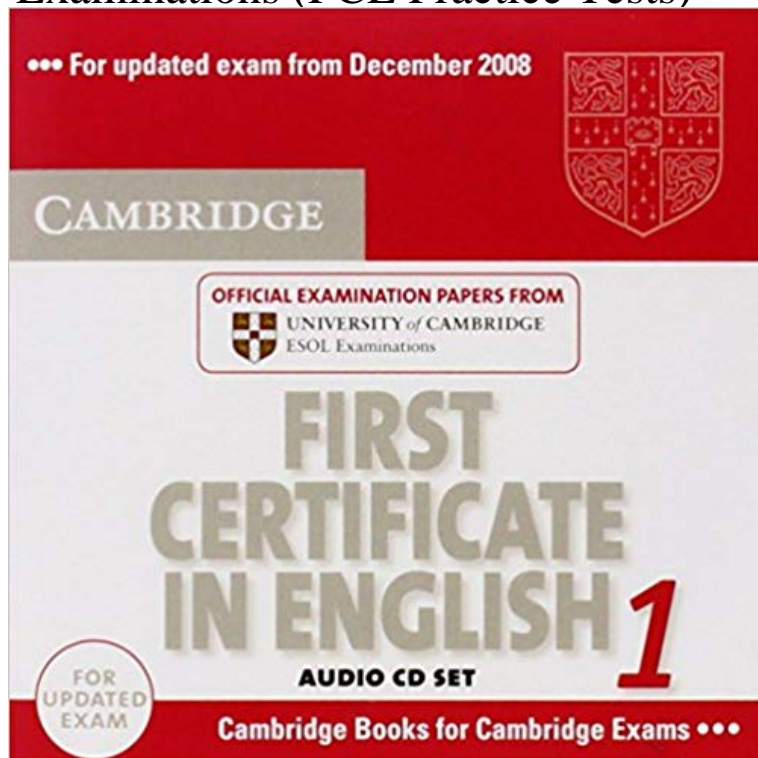 Examinations (FCE Practice Tests)
••• For updated exam from December 2008
CAMBRIDGE
OFFICIAL EXAMINATION PAPERS FROM
UNIVERSITY of CAMBRIDGE
ESOL Examinations
FIRST
CERTIFICATE
IN ENGLISH 1
AUDIO CD SET
FOR
UPDATED
EXAM
Cambridge Books for Cambridge Exams •••